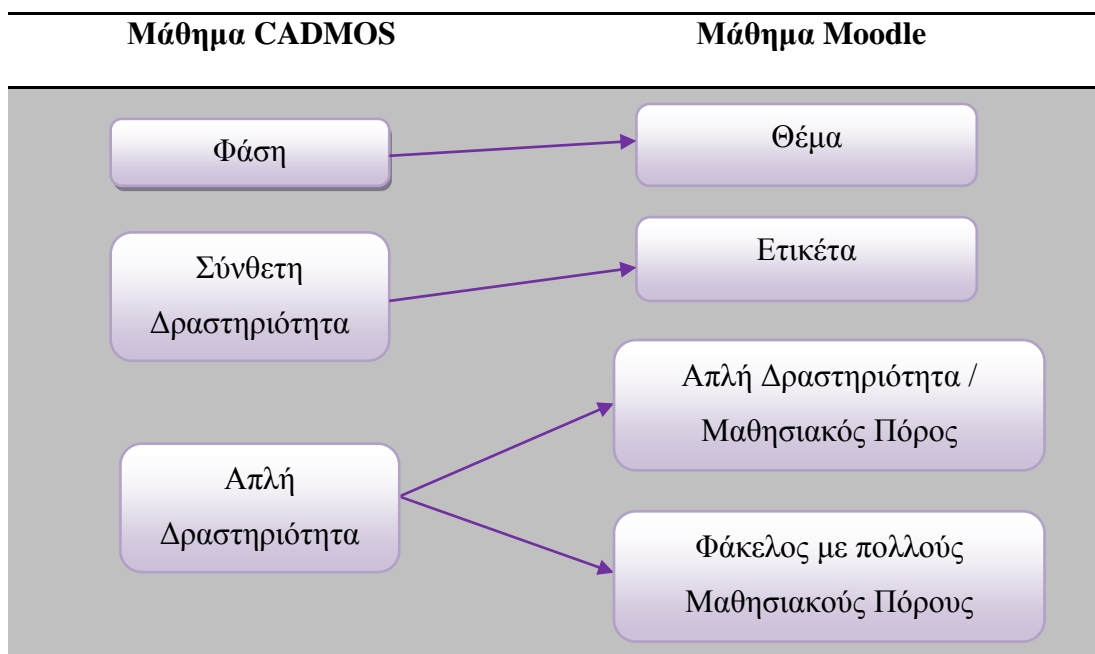 Μάθημα CADMOS
Μάθημα Moodle
Φάση
Θέμα
Σύνθετη
Δραστηριότητα
Ετικέτα
Απλή
Δραστηριότητα
Απλή Δραστηριότητα /
Μαθησιακός Πόρος
Φάκελος με πολλούς
Μαθησιακούς Πόρους